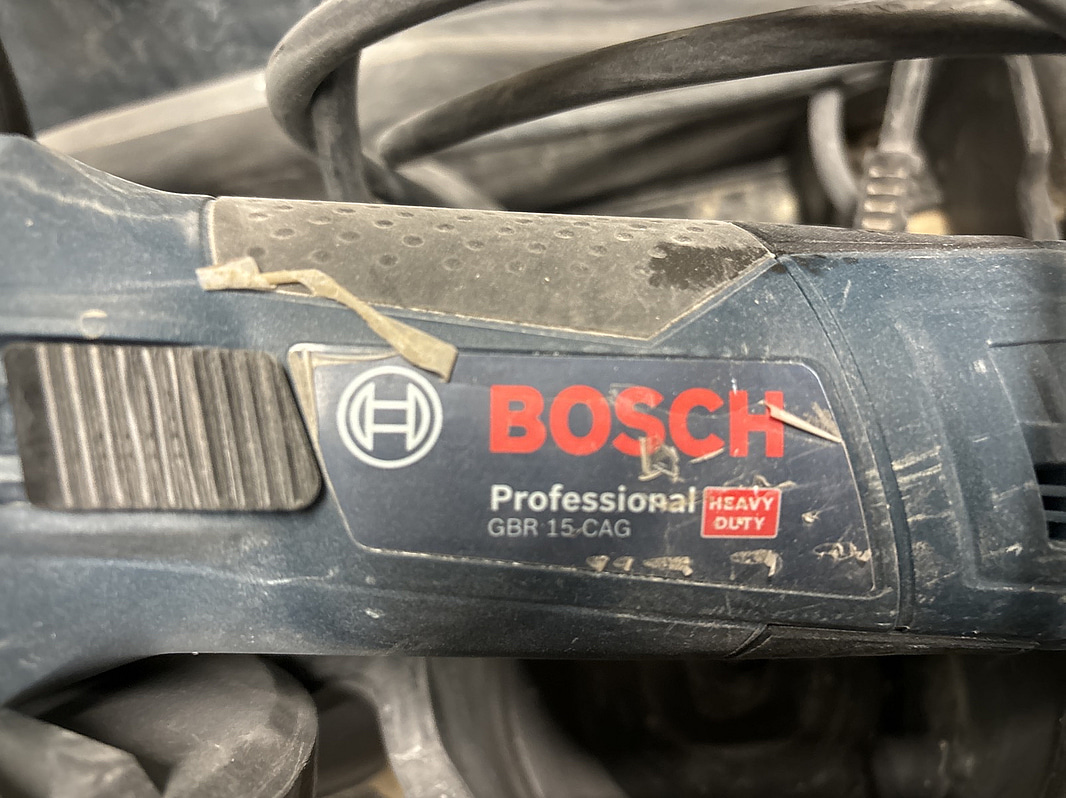 BOSCH
Professional HEAVY DUTY
GBR 15-CAG